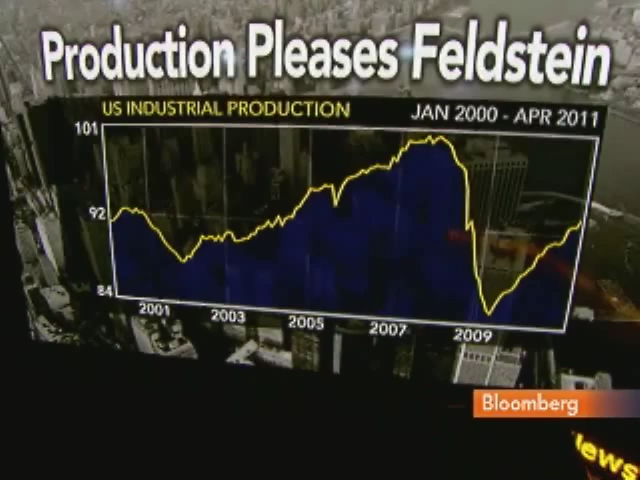 Production Pleases Feldstein
US INDUSTRIAL PRODUCTION JAN 2000 - APR 2011
101
92
84
2001 2003 2005 2007 2009
Bloomberg
News